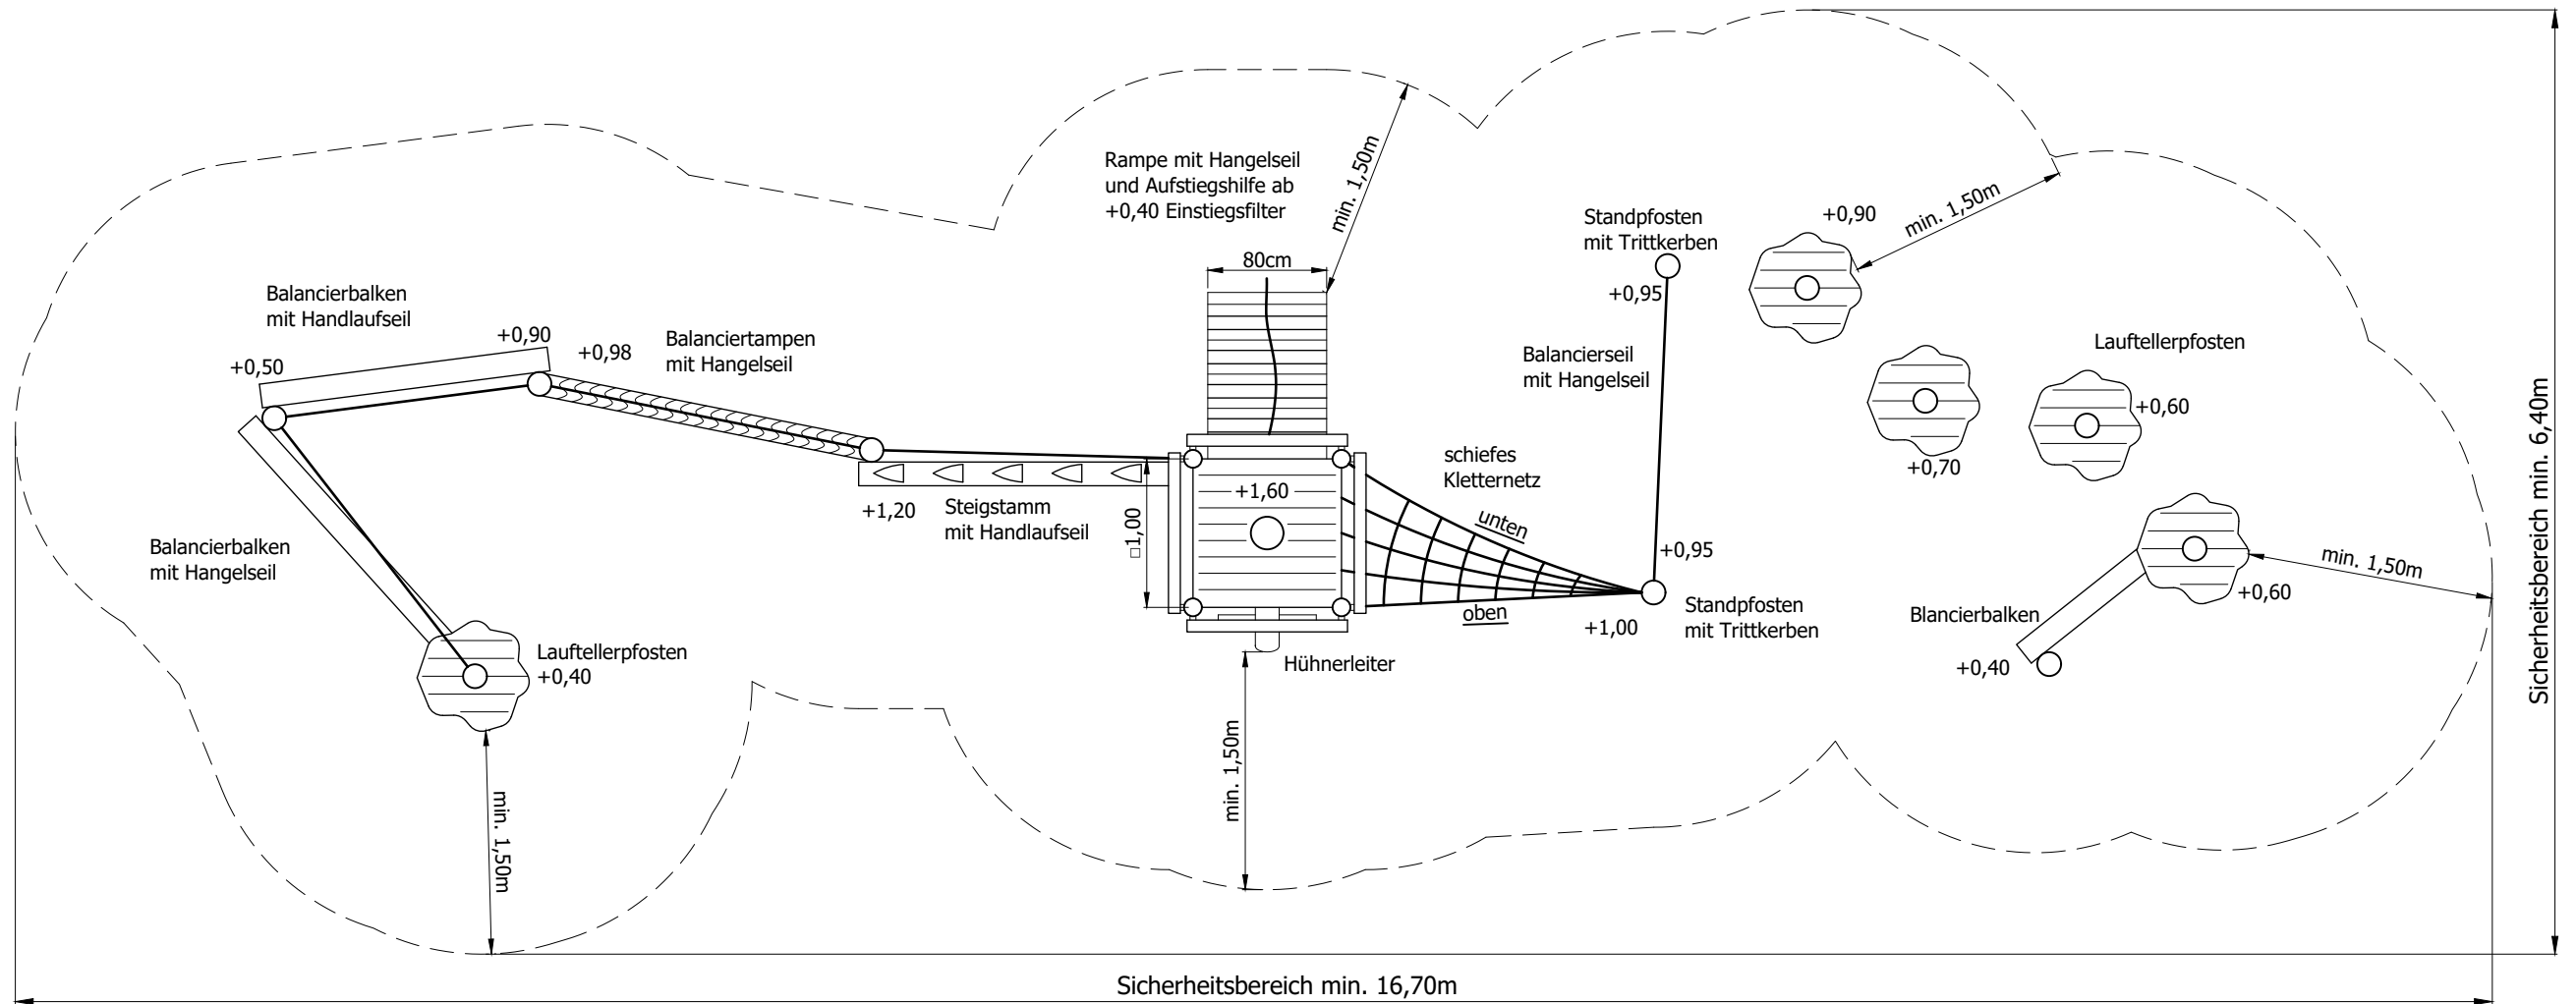 Rampe mit Hangelseil
und Aufstiegshilfe ab
+0,40 Einstiegsfilter
min. 1,50m
80cm
Standpfosten
mit Trittkerben
+0,95
+0,90
min. 1,50m
Balancierbalken
mit Handlaufseil
+0,50
+0,90
+0,98
Balanciertampen
mit Hangelseil
Balancierseil
mit Hangelseil
Lauftellerpfosten
+0,60
+0,70
schiefes
Kletternetz
unten
oben
+1,60
□1,00
+1,20
Steigstamm
mit Handlaufseil
Balancierbalken
mit Hangelseil
+0,95
+1,00
Standpfosten
mit Trittkerben
min. 1,50m
+0,60
Blancierbalken
+0,40
Lauftellerpfosten
+0,40
Hühnerleiter
min. 1,50m
min. 1,50m
Sicherheitsbereich min. 6,40m
Sicherheitsbereich min. 16,70m